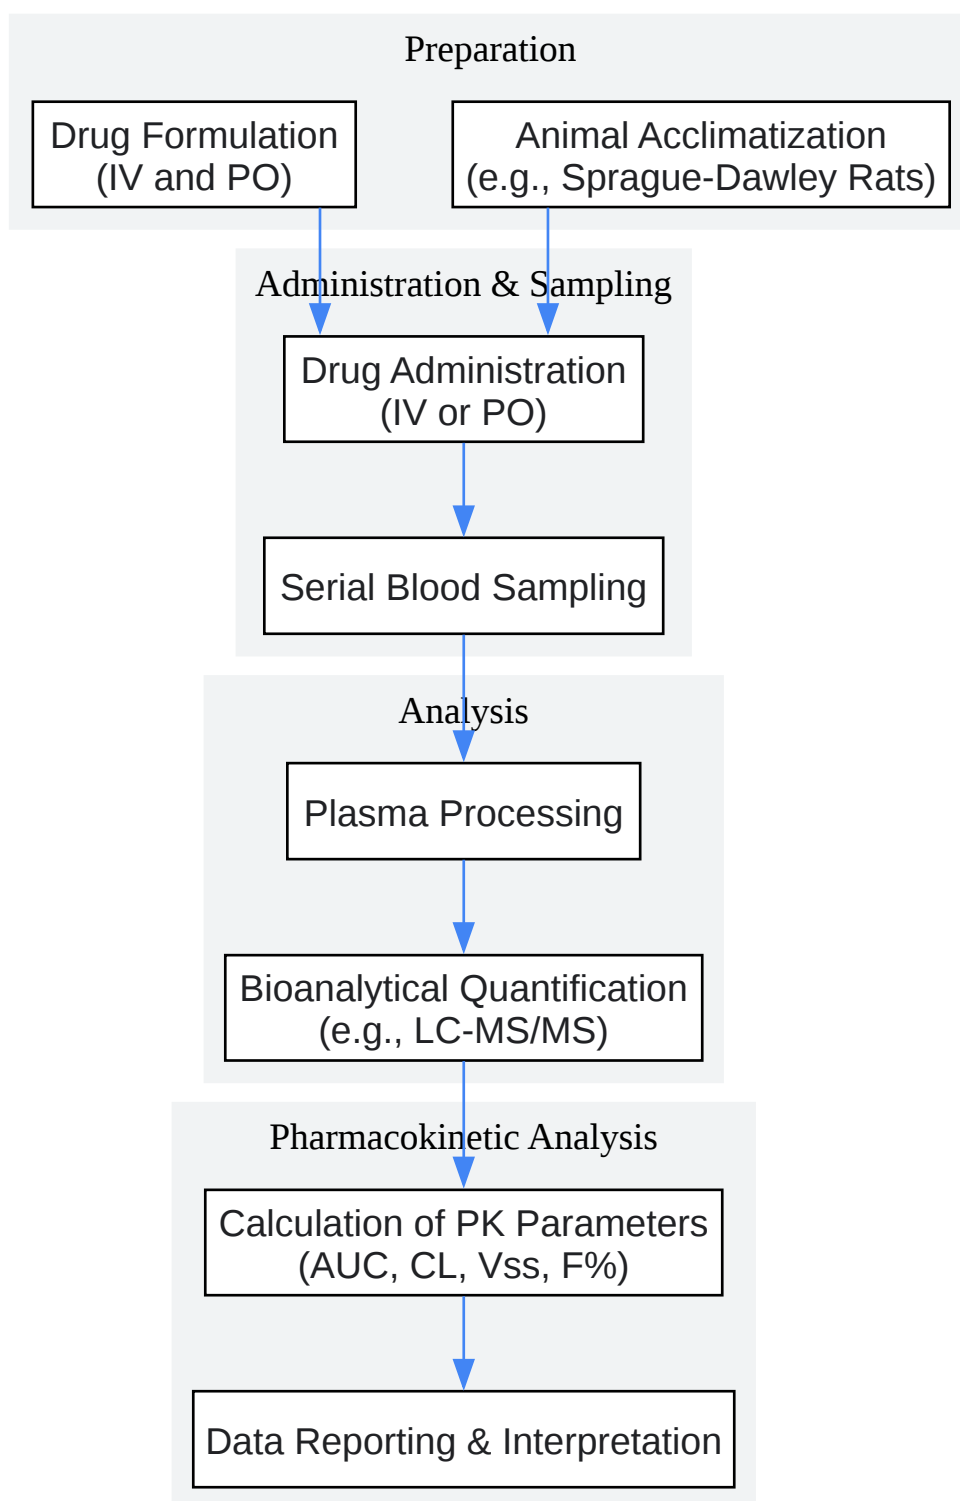 Preparation
Drug Formulation
(IV and PO)
Animal Acclimatization
(e.g., Sprague-Dawley Rats)
Administration & Sampling
Drug Administration
(IV or PO)
Serial Blood Sampling
Analysis
Plasma Processing
Bioanalytical Quantification
(e.g., LC-MS/MS)
Pharmacokinetic Analysis
Calculation of PK Parameters
(AUC, CL, Vss, F%)
Data Reporting & Interpretation